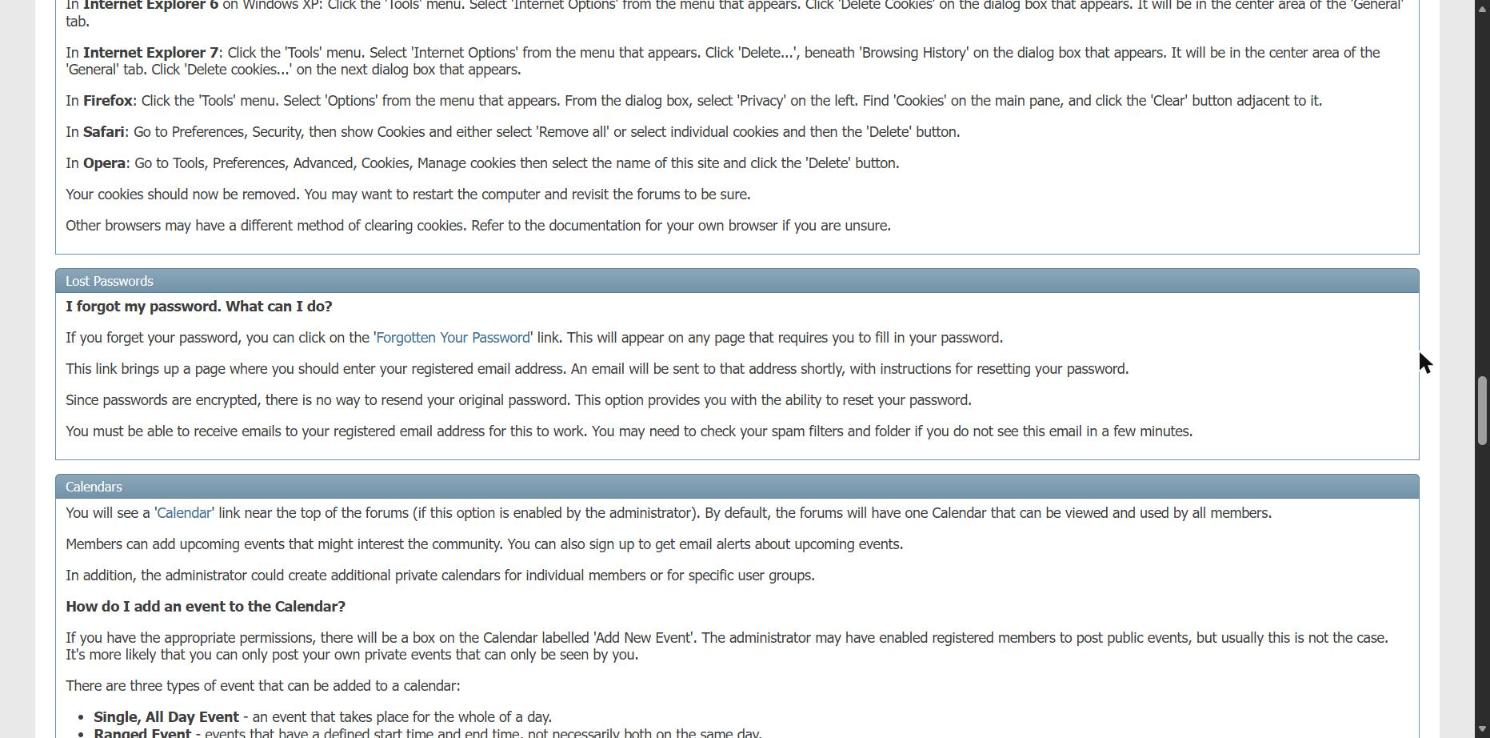 In Internet Explorer 6 on Windows XP: Click the 'Tools' menu. Select 'Internet Options' from the menu that appears. Click 'Delete Cookies' on the dialog box that appears. It will be in the center area of the 'General'
tab.
In Internet Explorer 7: Click the 'Tools' menu. Select 'Internet Options' from the menu that appears. Click 'Delete...', beneath 'Browsing History' on the dialog box that appears. It will be in the center area of the
'General' tab. Click 'Delete cookies...' on the next dialog box that appears.
In Firefox: Click the 'Tools' menu. Select 'Options' from the menu that appears. From the dialog box, select 'Privacy' on the left. Find 'Cookies' on the main pane, and click the 'Clear' button adjacent to it.
In Safari: Go to Preferences, Security, then show Cookies and either select 'Remove all' or select individual cookies and then the 'Delete' button.
In Opera: Go to Tools, Preferences, Advanced, Cookies, Manage cookies then select the name of this site and click the 'Delete' button.
Your cookies should now be removed. You may want to restart the computer and revisit the forums to be sure.
Other browsers may have a different method of clearing cookies. Refer to the documentation for your own browser if you are unsure.
Lost Passwords
I forgot my password. What can I do?
If you forget your password, you can click on the 'Forgotten Your Password' link. This will appear on any page that requires you to fill in your password.
This link brings up a page where you should enter your registered email address. An email will be sent to that address shortly, with instructions for resetting your password.
Since passwords are encrypted, there is no way to resend your original password. This option provides you with the ability to reset your password.
You must be able to receive emails to your registered email address for this to work. You may need to check your spam filters and folder if you do not see this email in a few minutes.
Calendars
You will see a 'Calendar' link near the top of the forums (if this option is enabled by the administrator). By default, the forums will have one Calendar that can be viewed and used by all members.
Members can add upcoming events that might interest the community. You can also sign up to get email alerts about upcoming events.
In addition, the administrator could create additional private calendars for individual members or for specific user groups.
How do I add an event to the Calendar?
If you have the appropriate permissions, there will be a box on the Calendar labelled 'Add New Event'. The administrator may have enabled registered members to post public events, but usually this is not the case.
It's more likely that you can only post your own private events that can only be seen by you.
There are three types of event that can be added to a calendar:
• Single, All Day Event - an event that takes place for the whole of a day.
• Ranged Event - events that have a defined start time and end time, not necessarily both on the same day.